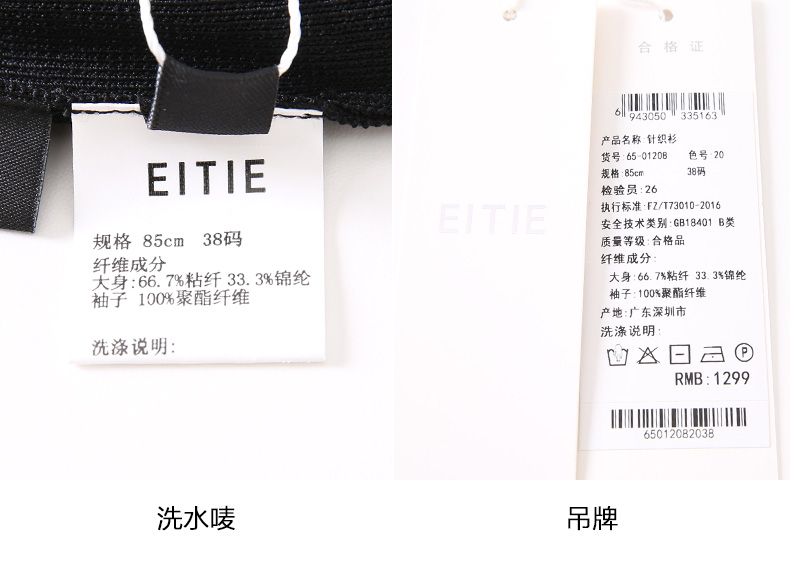 EITIE
规格 85cm 38码
纤维成分
大身:66.7%粘纤 33.3%锦纶
袖子 100%聚酯纤维
洗涤说明:
EITIE
合格证
6 943050 335163
产品名称:针织衫
货号:65-01208 色号:20
规格:85cm 38码
检验员:26
执行标准:FZ/T73010-2016
安全技术类别:GB18401 B类
质量等级:合格品
纤维成分:
大身:66.7%粘纤 33.3%锦纶
袖子:100%聚酯纤维
产地:广东深圳市
洗涤说明:
P
RMB:1299
65012082038
洗水唛
吊牌